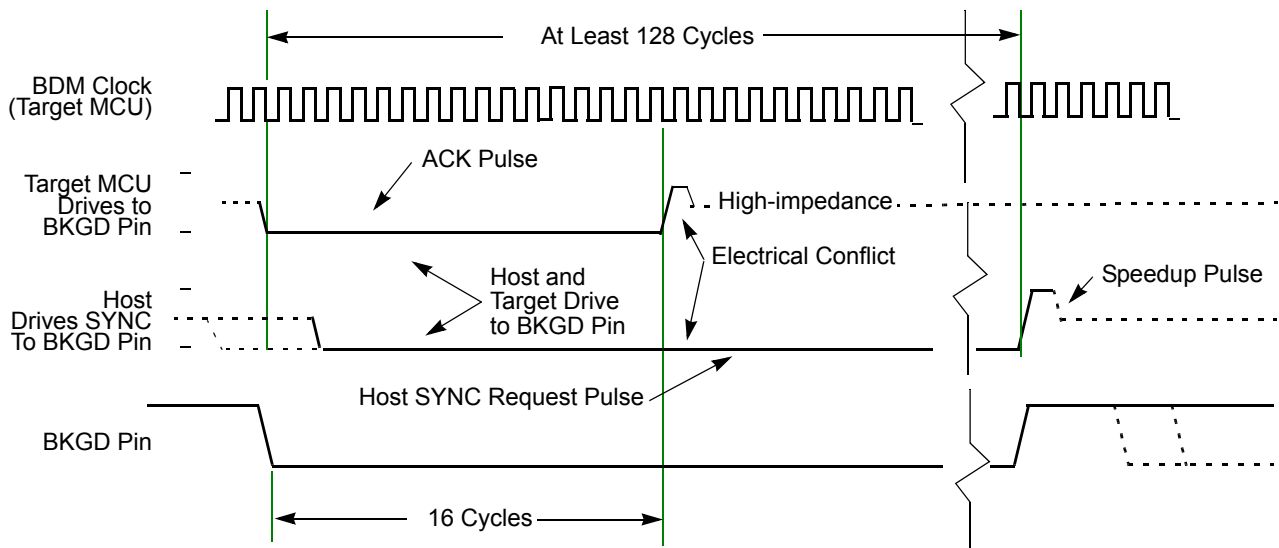 At Least 128 Cycles
BDM Clock
(Target MCU)
ACK Pulse
Target MCU
Drives to
BKGD Pin
High-impedance
Electrical Conflict
Host and
Target Drive
to BKGD Pin
Speedup Pulse
Host
Drives SYNC
To BKGD Pin
Host SYNC Request Pulse
BKGD Pin
16 Cycles